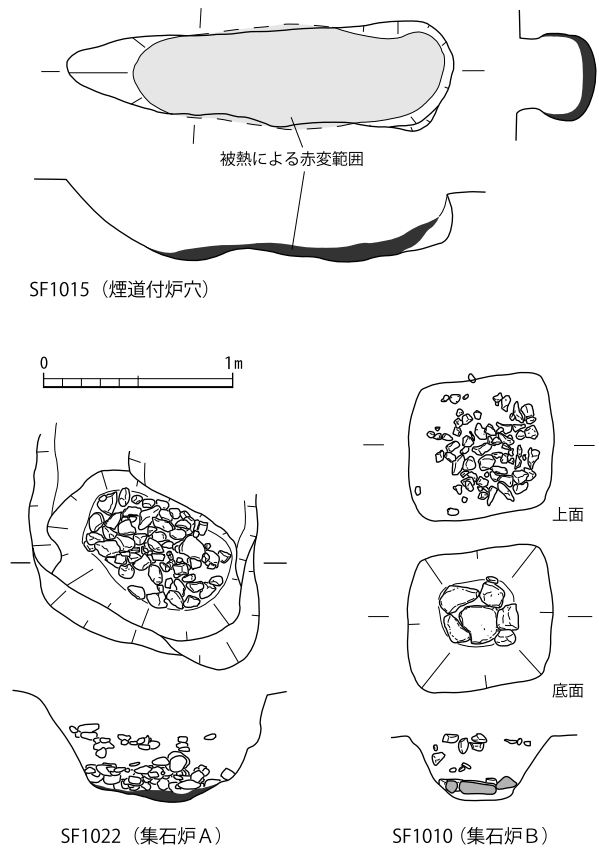 被熱による赤変範囲
SF1015（煙道付炉穴）
0 1m
上面
底面
SF1022（集石炉A）
SF1010（集石炉B）